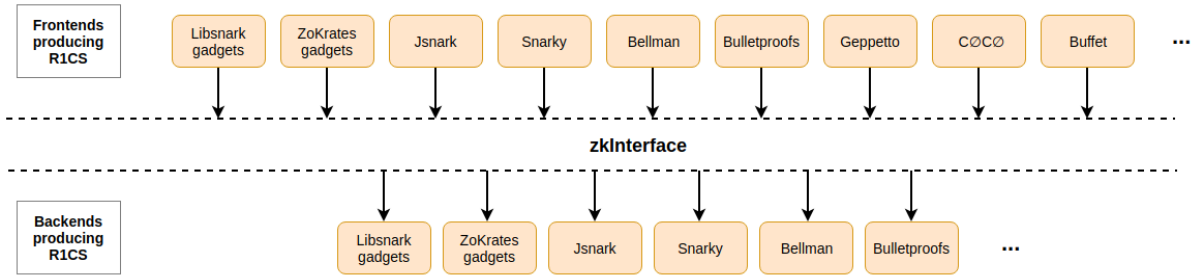 Frontends
producing
R1CS
Libsnark
gadgets
ZoKrates
gadgets
Jsnark
Snarky
Bellman
Bulletproofs
Geppetto
C∅C∅
Buffet
...
zkInterface
Backends
producing
R1CS
Libsnark
gadgets
ZoKrates
gadgets
Jsnark
Snarky
Bellman
Bulletproofs
...